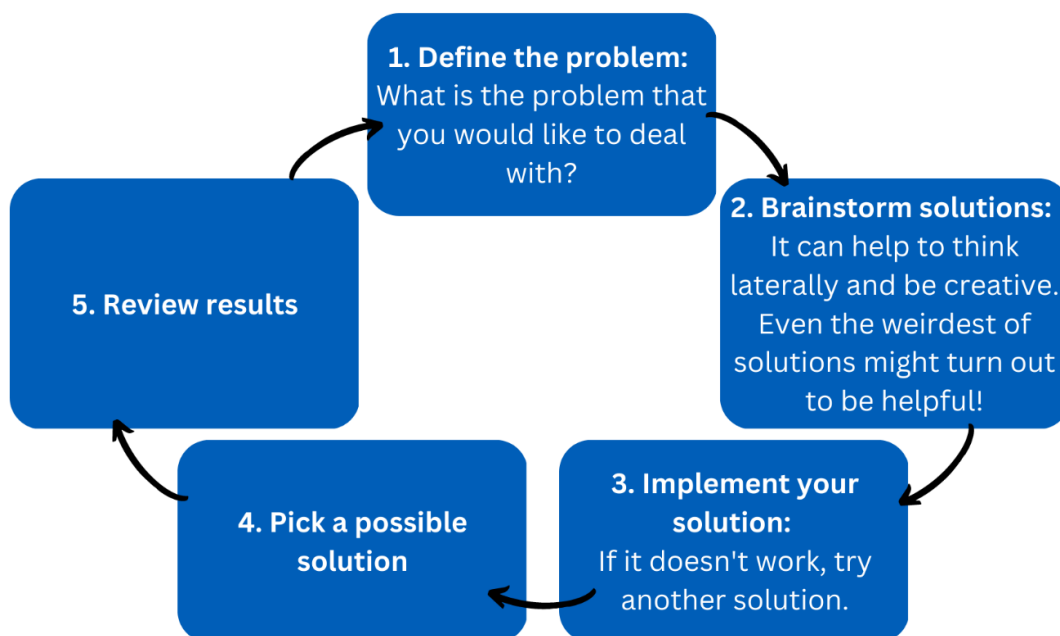 1. Define the problem:
What is the problem that
you would like to deal
with?
2. Brainstorm solutions:
It can help to think
laterally and be creative.
Even the weirdest of
solutions might turn out
to be helpful!
3. Implement your
solution:
If it doesn't work, try
another solution.
4. Pick a possible
solution
5. Review results